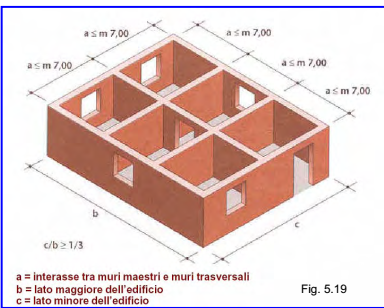 a ≤ m 7,00
a ≤ m 7,00
a ≤ m 7,00
a ≤ m 7,00
a ≤ m 7,00
b
c
c/b ≥ 1/3
a = interasse tra muri maestri e muri trasversali
b = lato maggiore dell'edificio
c = lato minore dell'edificio
Fig. 5.19